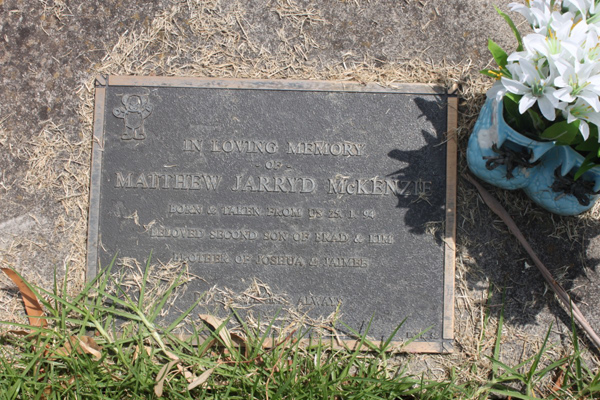 IN LOVING MEMORY
- OF -
MATTHEW JARRYD McKENZIE
BORN & TAKEN FROM US 25.1.94
BELOVED SECOND SON OF BRAD & KIM
BROTHER OF JOSHUA & JAIMEE
ALWAYS